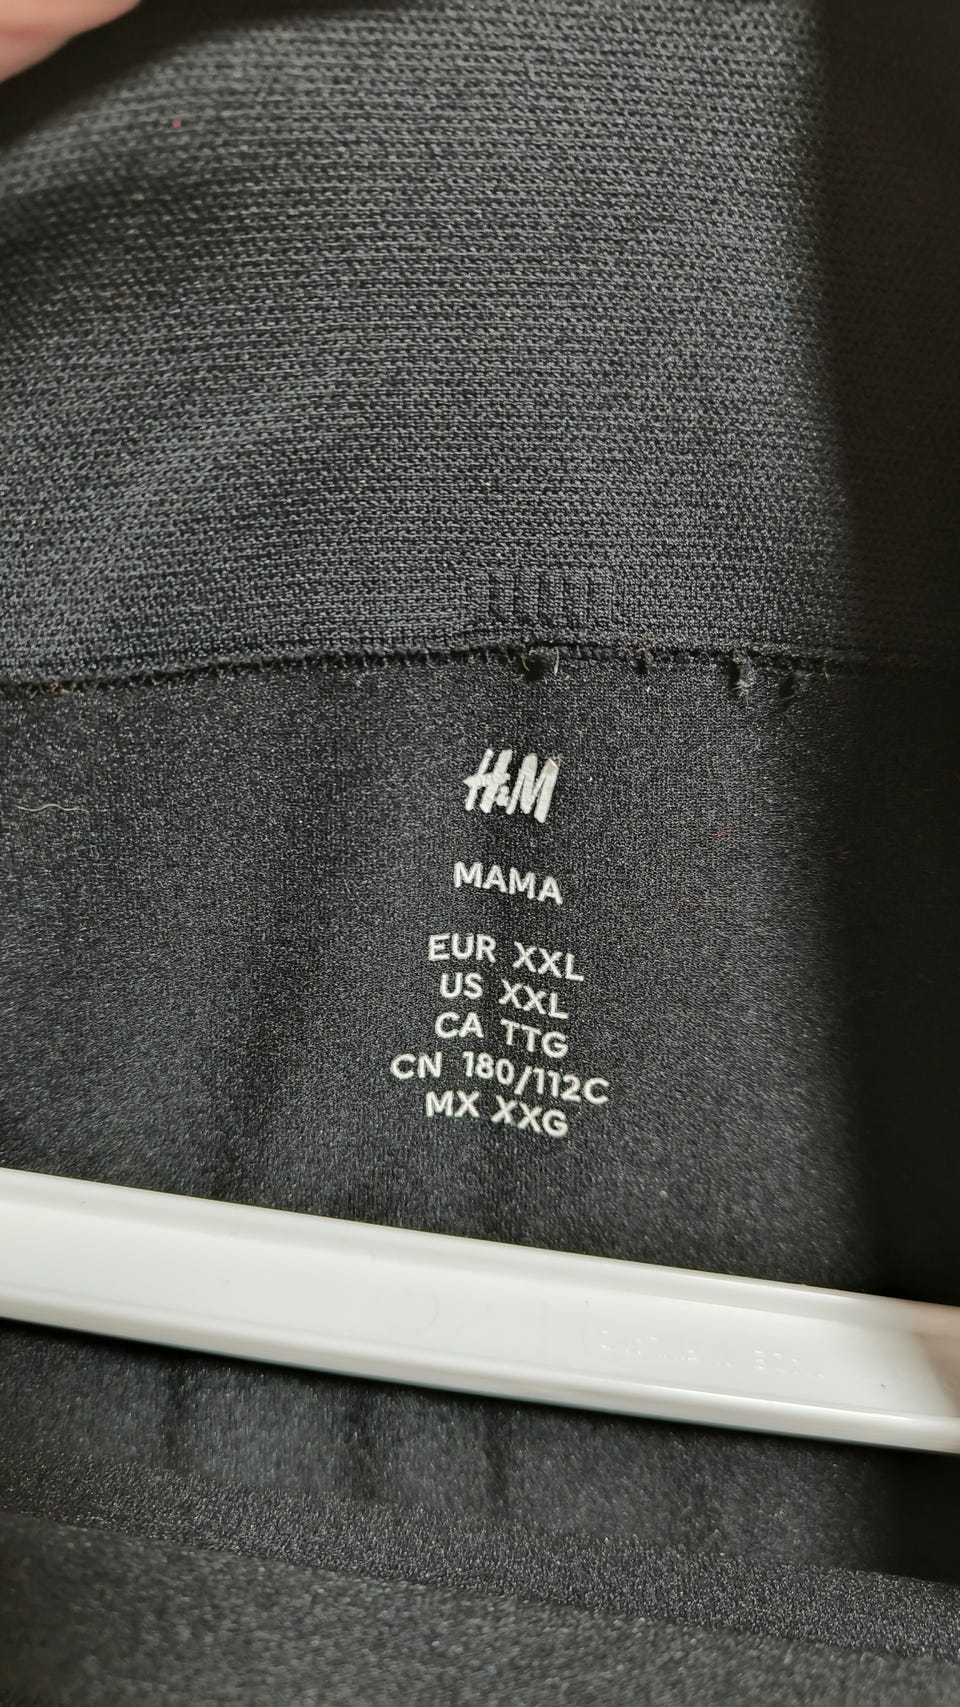 H&M
MAMA
EUR XXL
US XXL
CA TTG
CN 180/112C
MX XXG